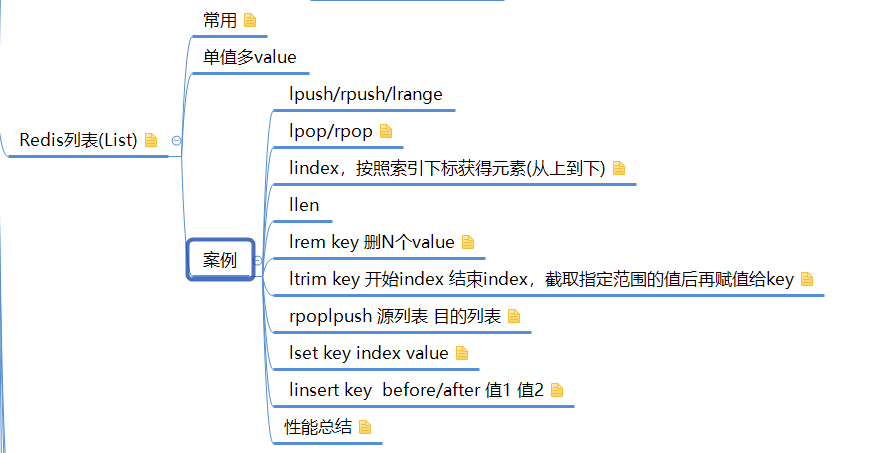 常用
单值多value
Redis列表(List)
案例
lpush/rpush/lrange
lpop/rpop
lindex，按照索引下标获得元素(从上到下)
llen
lrem key 删N个value
ltrim key 开始index 结束index，截取指定范围的值后再赋值给key
rpoplpush 源列表 目的列表
lset key index value
linsert key  before/after 值1 值2
性能总结